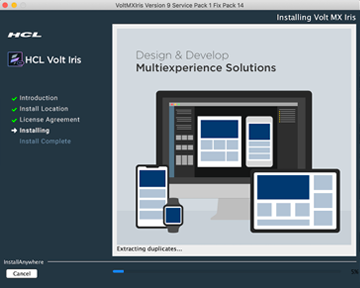 VoltMXIris Version 9 Service Pack 1 Fix Pack 14
Installing Volt MX Iris
HCL
HCL Volt Iris
Introduction
Install Location
License Agreement
Installing
Install Complete
Design & Develop
Multiexperience Solutions
Extracting duplicates...
InstallAnywhere
Cancel